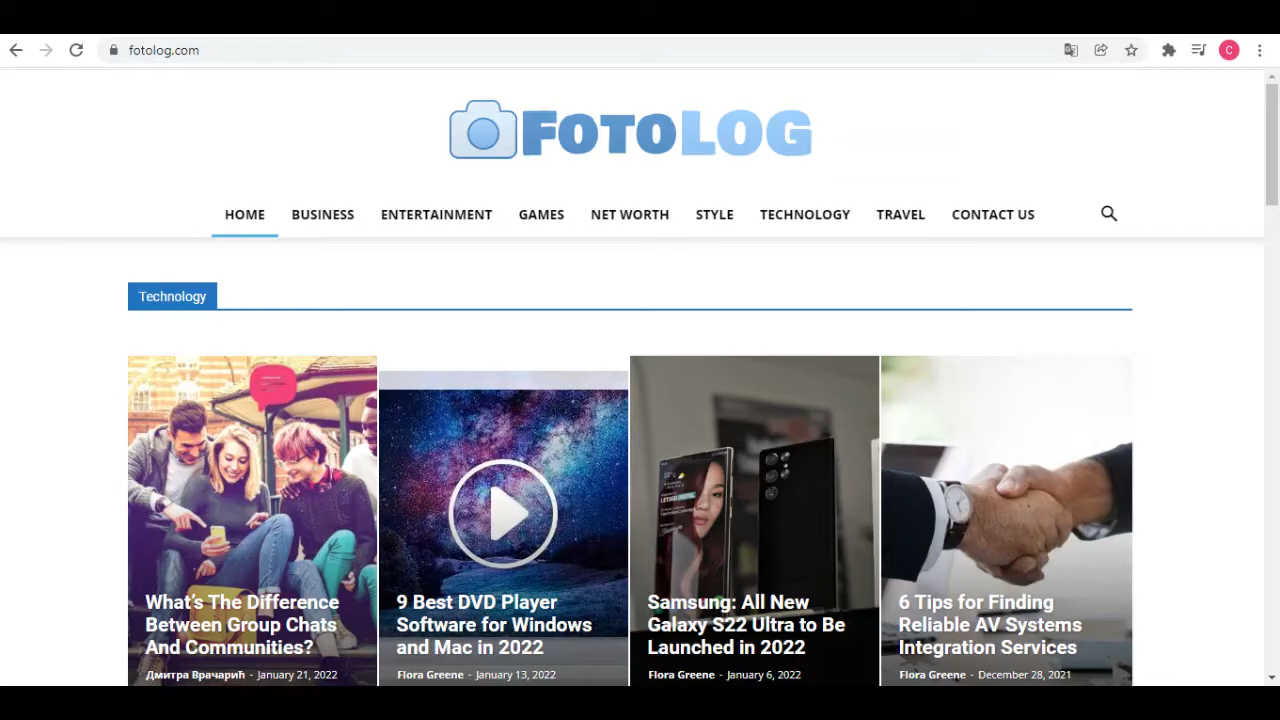 fotolog.com
C
FOTOLOG
HOME BUSINESS ENTERTAINMENT GAMES NET WORTH STYLE TECHNOLOGY TRAVEL CONTACT US
Technology
What's The Difference
Between Group Chats
And Communities?
Дмитра Врачарић - January 21, 2022
9 Best DVD Player
Software for Windows
and Mac in 2022
Flora Greene - January 13, 2022
Samsung: All New
Galaxy S22 Ultra to Be
Launched in 2022
Flora Greene - January 6, 2022
6 Tips for Finding
Reliable AV Systems
Integration Services
Flora Greene - December 28, 2021